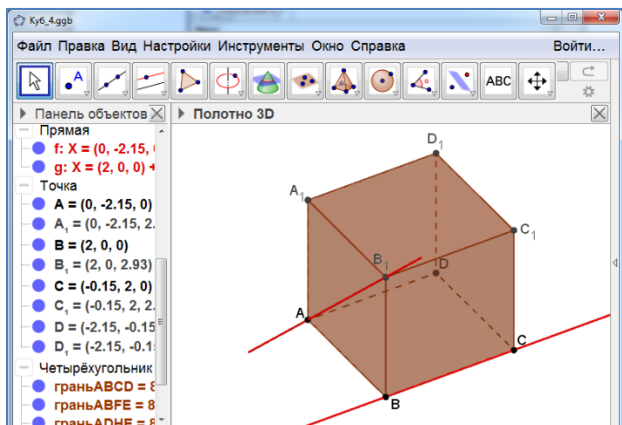 Куб_4.ggb
Файл Правка Вид Настройки Инструменты Окно Справка Войти...
A ABC
Панель объектов
Полотно 3D
Прямая
f: X = (0, -2.15,
g: X = (2, 0, 0) +
Точка
A = (0, -2.15, 0)
A₁ = (0, -2.15, 2.
B = (2, 0, 0)
B₁ = (2, 0, 2.93)
C = (-0.15, 2, 0)
C₁ = (-0.15, 2, 2.
D = (-2.15, -0.15
D₁ = (-2.15, -0.1
Четырёхугольник
граньABCD = 8
граньABFE = 8
граньADHE = 8
D₁
A₁
C₁
B₁
D
A
C
B